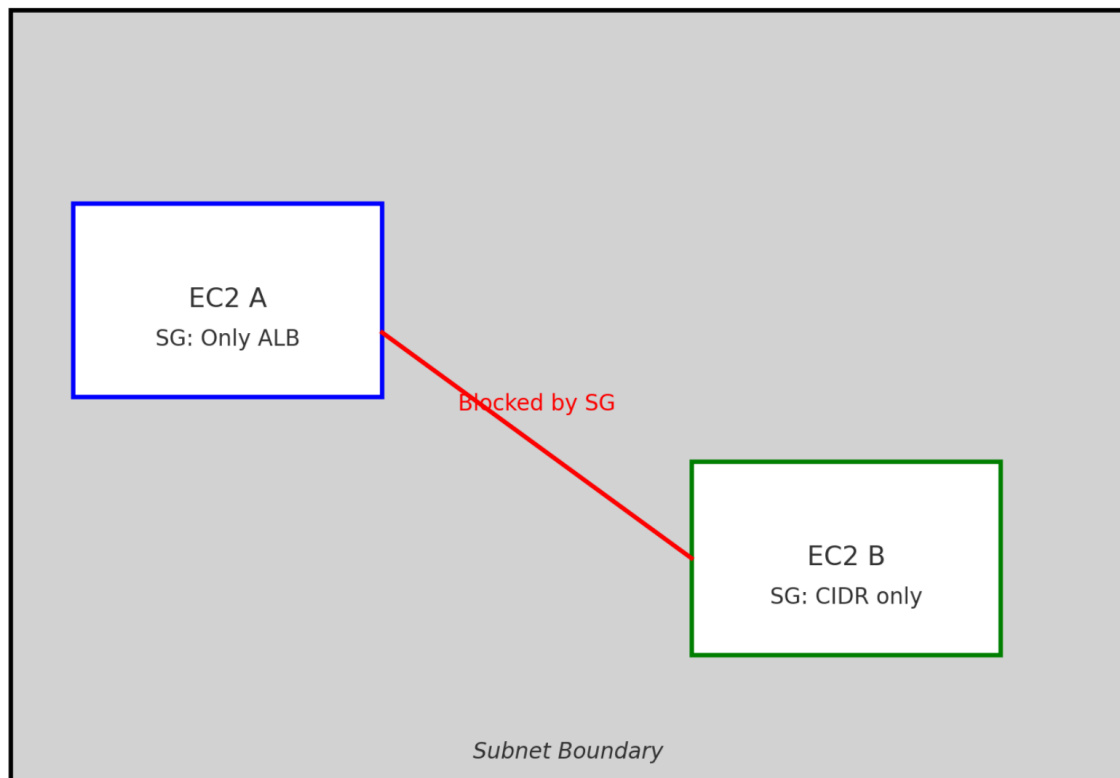 EC2 A
SG: Only ALB
Blocked by SG
EC2 B
SG: CIDR only
Subnet Boundary